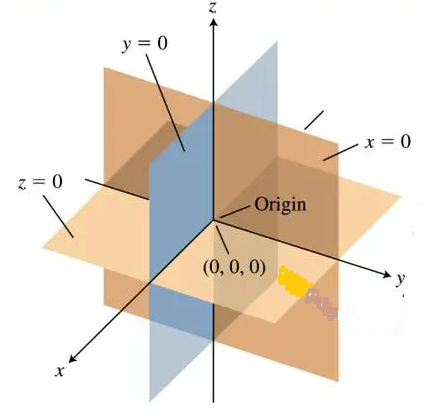 z
y = 0
x = 0
z = 0
Origin
(0, 0, 0)
y
x